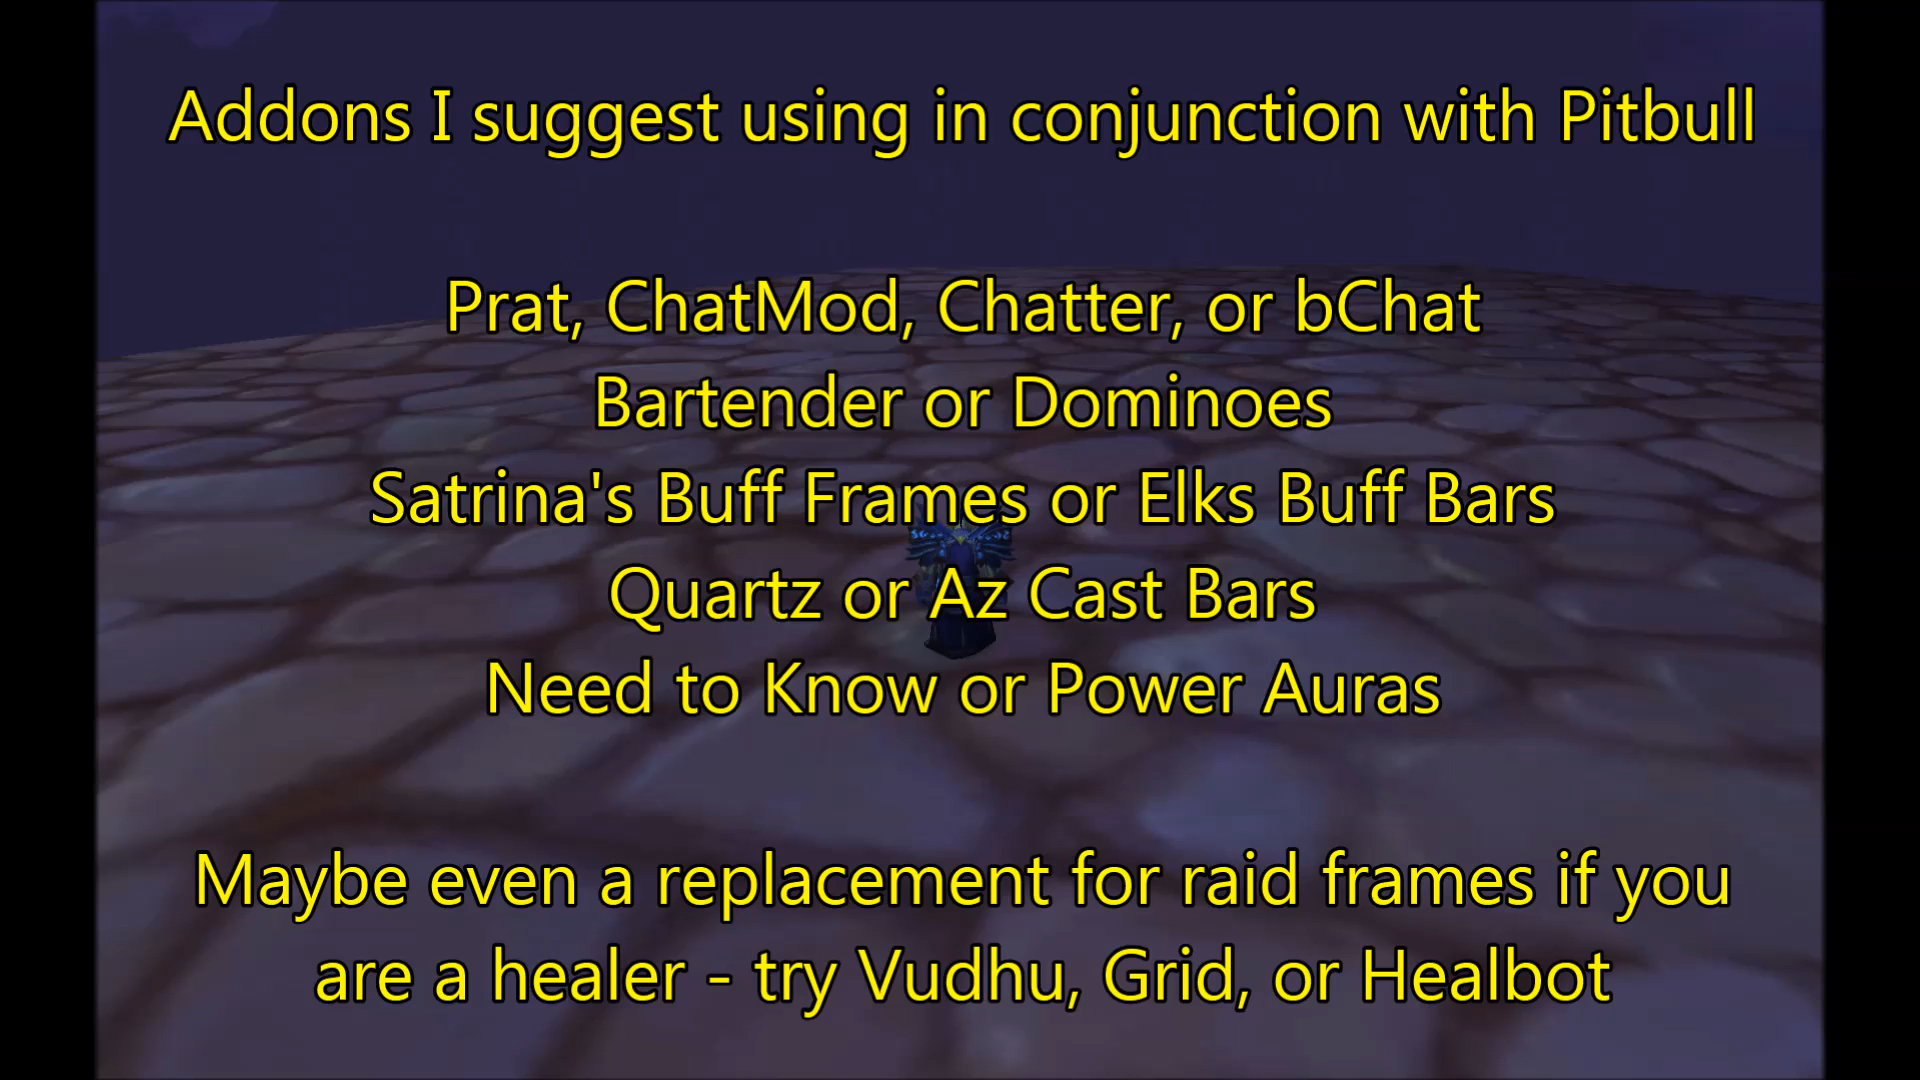 Addons I suggest using in conjunction with Pitbull
Prat, ChatMod, Chatter, or bChat
Bartender or Dominoes
Satrina's Buff Frames or Elks Buff Bars
Quartz or Az Cast Bars
Need to Know or Power Auras
Maybe even a replacement for raid frames if you
are a healer - try Vudhu, Grid, or Healbot